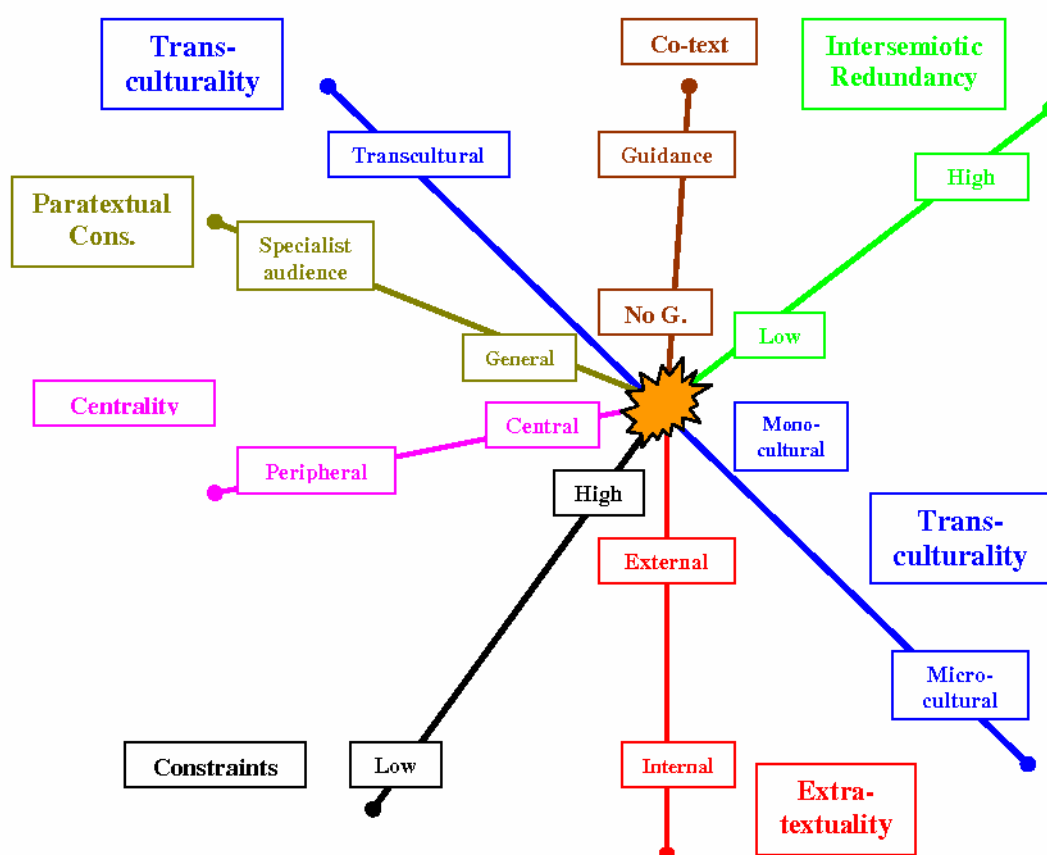 Trans-
culturality
Co-text
Intersemiotic
Redundancy
Transcultural
Guidance
High
Paratextual
Cons.
Specialist
audience
No G.
Low
General
Centrality
Central
Mono-
cultural
Peripheral
High
Trans-
culturality
External
Micro-
cultural
Constraints
Low
Internal
Extra-
textuality